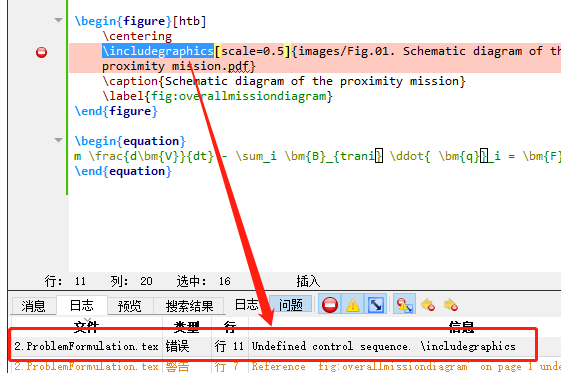 \begin{figure}[htb]
\centering
\includegraphics[scale=0.5]{images/Fig.01. Schematic diagram of th
proximity mission.pdf}
\caption{Schematic diagram of the proximity mission}
\label{fig:overallmissiondiagram}
\end{figure}
\begin{equation}
m \frac{d\bm{V}}{dt} - \sum_i \bm{B}_{trani} \ddot{ \bm{q}}_i = \bm{F}
\end{equation}
行: 11 列: 20 选中: 16 插入
消息 日志 预览 搜索结果 日志 问题
文件 类型 行 信息
2.ProblemFormulation.tex 错误 行 11 Undefined control sequence. \includegraphics
2.ProblemFormulation.tex 警告 行 7 Reference `fig:overallmissiondiagram' on page 1 unde